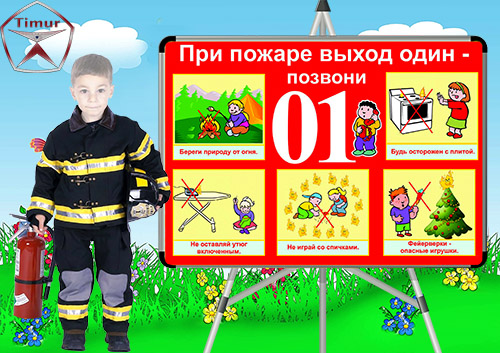 Timur
При пожаре выход один -
позвони
01
Береги природу от огня.
Будь осторожен с плитой.
Не оставляй утюг
включенным.
Не играй со спичками.
Фейерверки -
опасные игрушки.